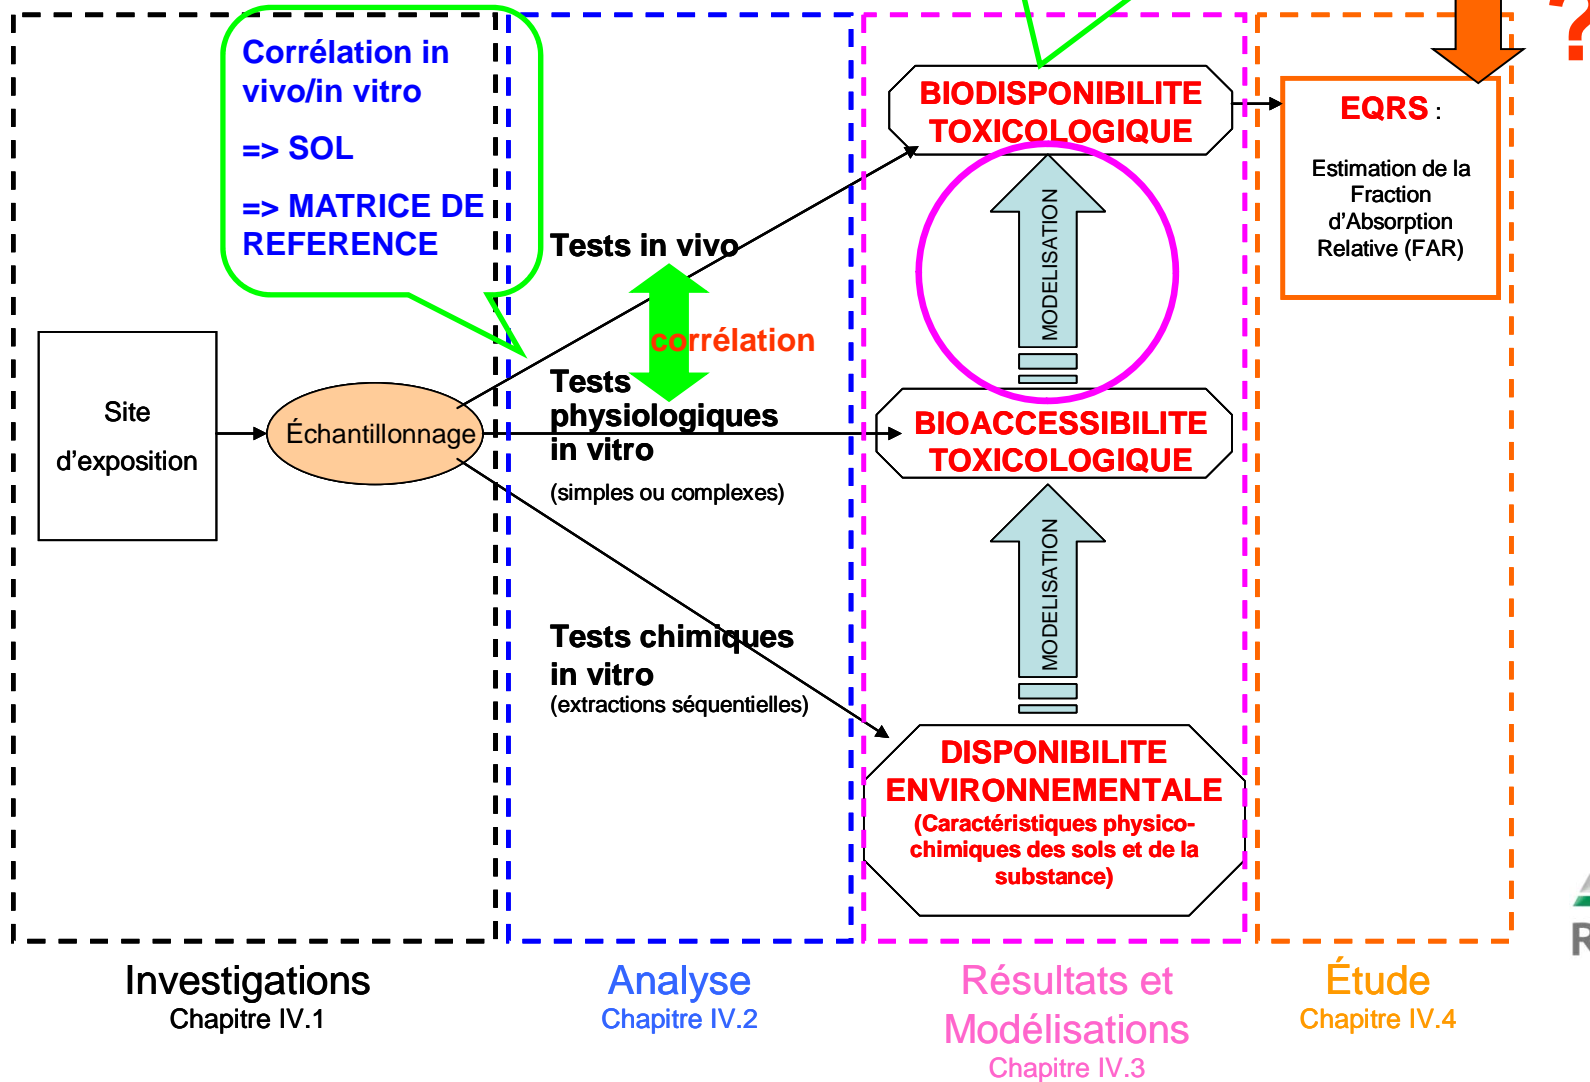 ?
Corrélation in
vivo/in vitro
=> SOL
=> MATRICE DE
REFERENCE
Site
d’exposition
Échantillonnage
Tests in vivo
corrélation
Tests
physiologiques
in vitro
(simples ou complexes)
Tests chimiques
in vitro
(extractions séquentielles)
BIODISPONIBILITE
TOXICOLOGIQUE
MODELISATION
BIOACCESSIBILITE
TOXICOLOGIQUE
MODELISATION
DISPONIBILITE
ENVIRONNEMENTALE
(Caractéristiques physico-
chimiques des sols et de la
substance)
EQRS :
Estimation de la
Fraction
d’Absorption
Relative (FAR)
R
Investigations
Chapitre IV.1
Analyse
Chapitre IV.2
Résultats et
Modélisations
Chapitre IV.3
Étude
Chapitre IV.4